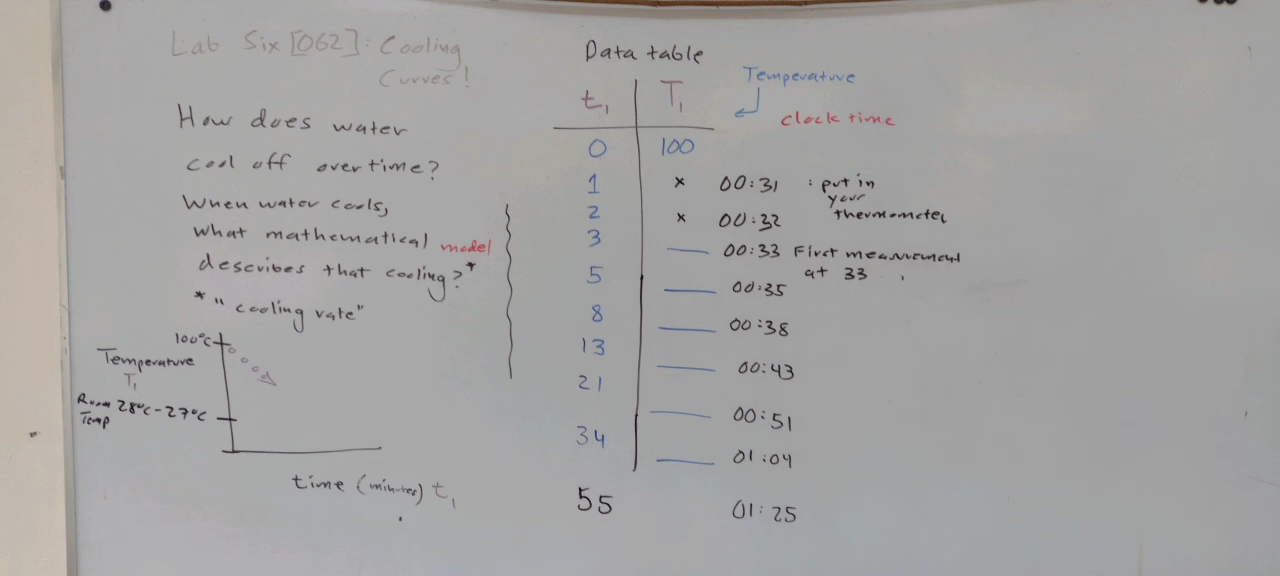 Lab Six [062]: Cooling
Curves!
How does water
cool off over time?
When water cools,
what mathematical model
describes that cooling?*
* "cooling rate"
100°C
Temperature
T₁
Room 28°C - 27°C
Temp
time (minutes) t₁
Data table
t₁ T₁
Temperature
clock time
0 100
1 x 00:31 : put in
your
thermometer
2 x 00:32
3 00:33 First measurement
at 33
5 00:35
8 00:38
13 00:43
21 00:51
34 01:04
55 01:25